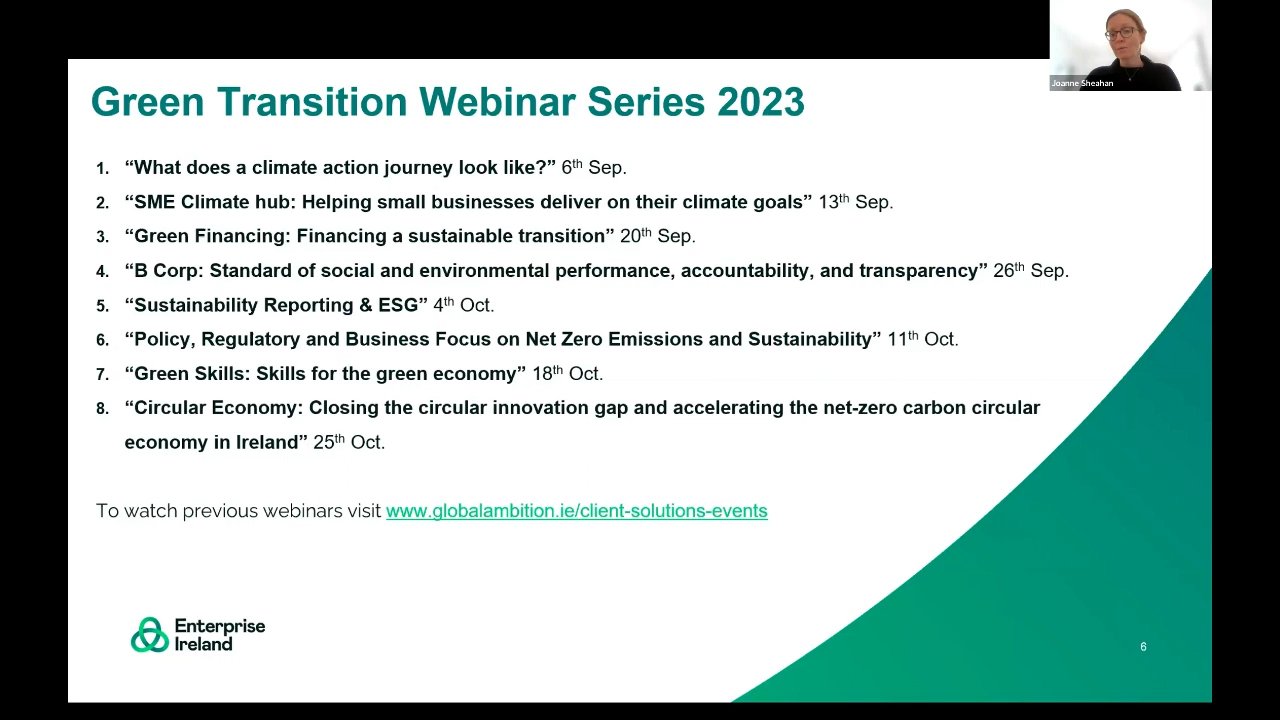 Joanne Sheahan
Green Transition Webinar Series 2023
1. “What does a climate action journey look like?” 6th Sep.
2. “SME Climate hub: Helping small businesses deliver on their climate goals” 13th Sep.
3. “Green Financing: Financing a sustainable transition” 20th Sep.
4. “B Corp: Standard of social and environmental performance, accountability, and transparency” 26th Sep.
5. “Sustainability Reporting & ESG” 4th Oct.
6. “Policy, Regulatory and Business Focus on Net Zero Emissions and Sustainability” 11th Oct.
7. “Green Skills: Skills for the green economy” 18th Oct.
8. “Circular Economy: Closing the circular innovation gap and accelerating the net-zero carbon circular
economy in Ireland” 25th Oct.
To watch previous webinars visit www.globalambition.ie/client-solutions-events
Enterprise
Ireland
6